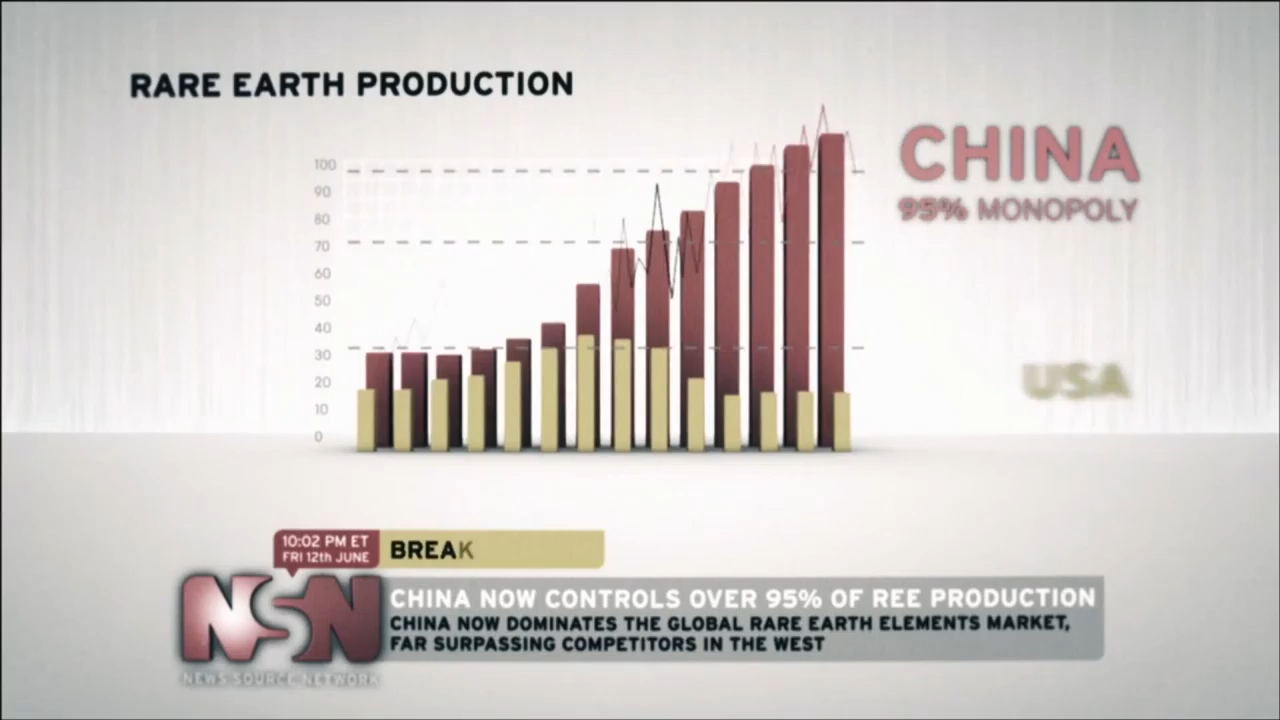 RARE EARTH PRODUCTION
CHINA
95% MONOPOLY
100
90
80
70
60
50
40
30
20
10
0
USA
10:02 PM ET
FRI 12th JUNE
BREAK
NSN
NEWS SOURCE NETWORK
CHINA NOW CONTROLS OVER 95% OF REE PRODUCTION
CHINA NOW DOMINATES THE GLOBAL RARE EARTH ELEMENTS MARKET,
FAR SURPASSING COMPETITORS IN THE WEST